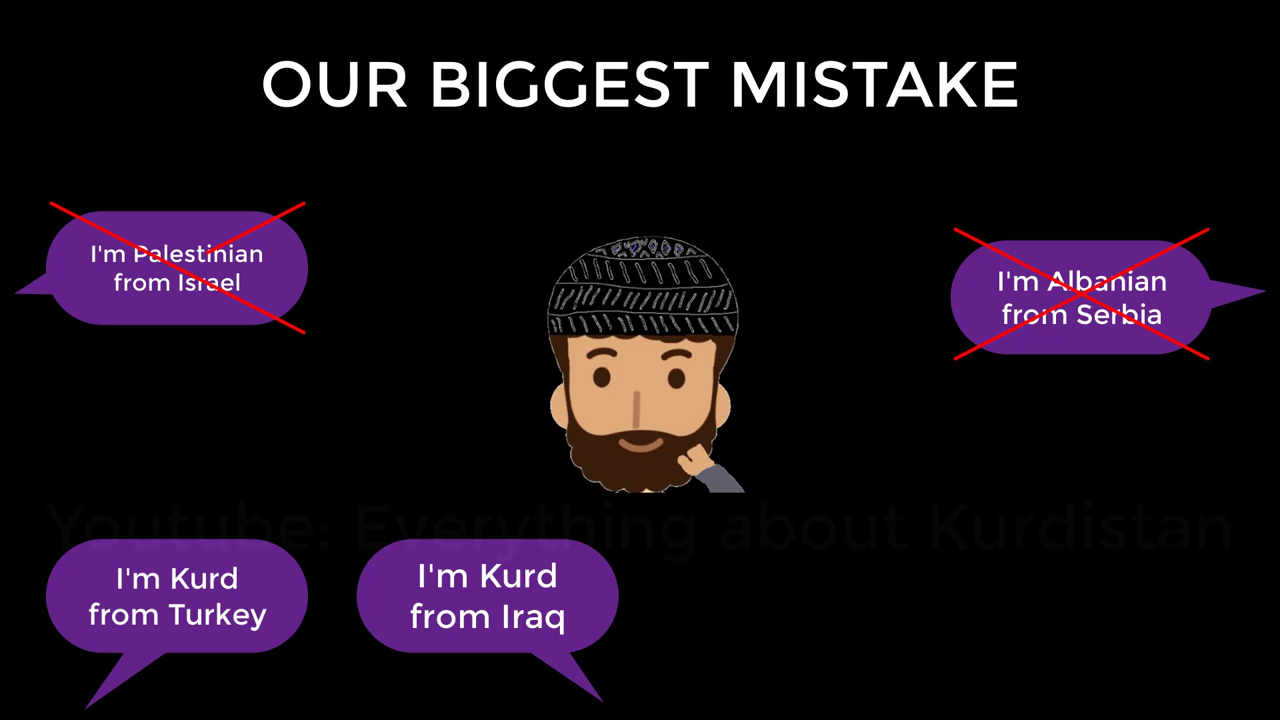 OUR BIGGEST MISTAKE
I'm Palestinian
from Israel
I'm Albanian
from Serbia
Youtube: Everything about Kurdistan
I'm Kurd
from Turkey
I'm Kurd
from Iraq